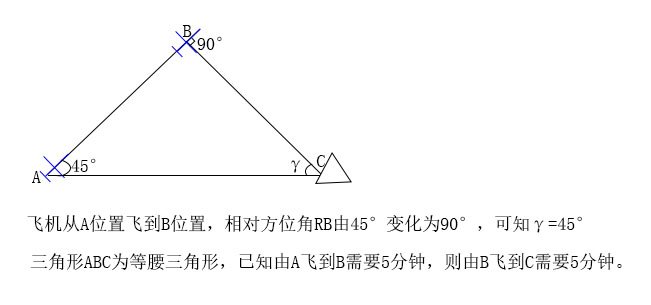 B
90°
A
45°
γ
C
飞机从A位置飞到B位置，相对方位角RB由45°变化为90°，可知γ=45°
三角形ABC为等腰三角形，已知由A飞到B需要5分钟，则由B飞到C需要5分钟。